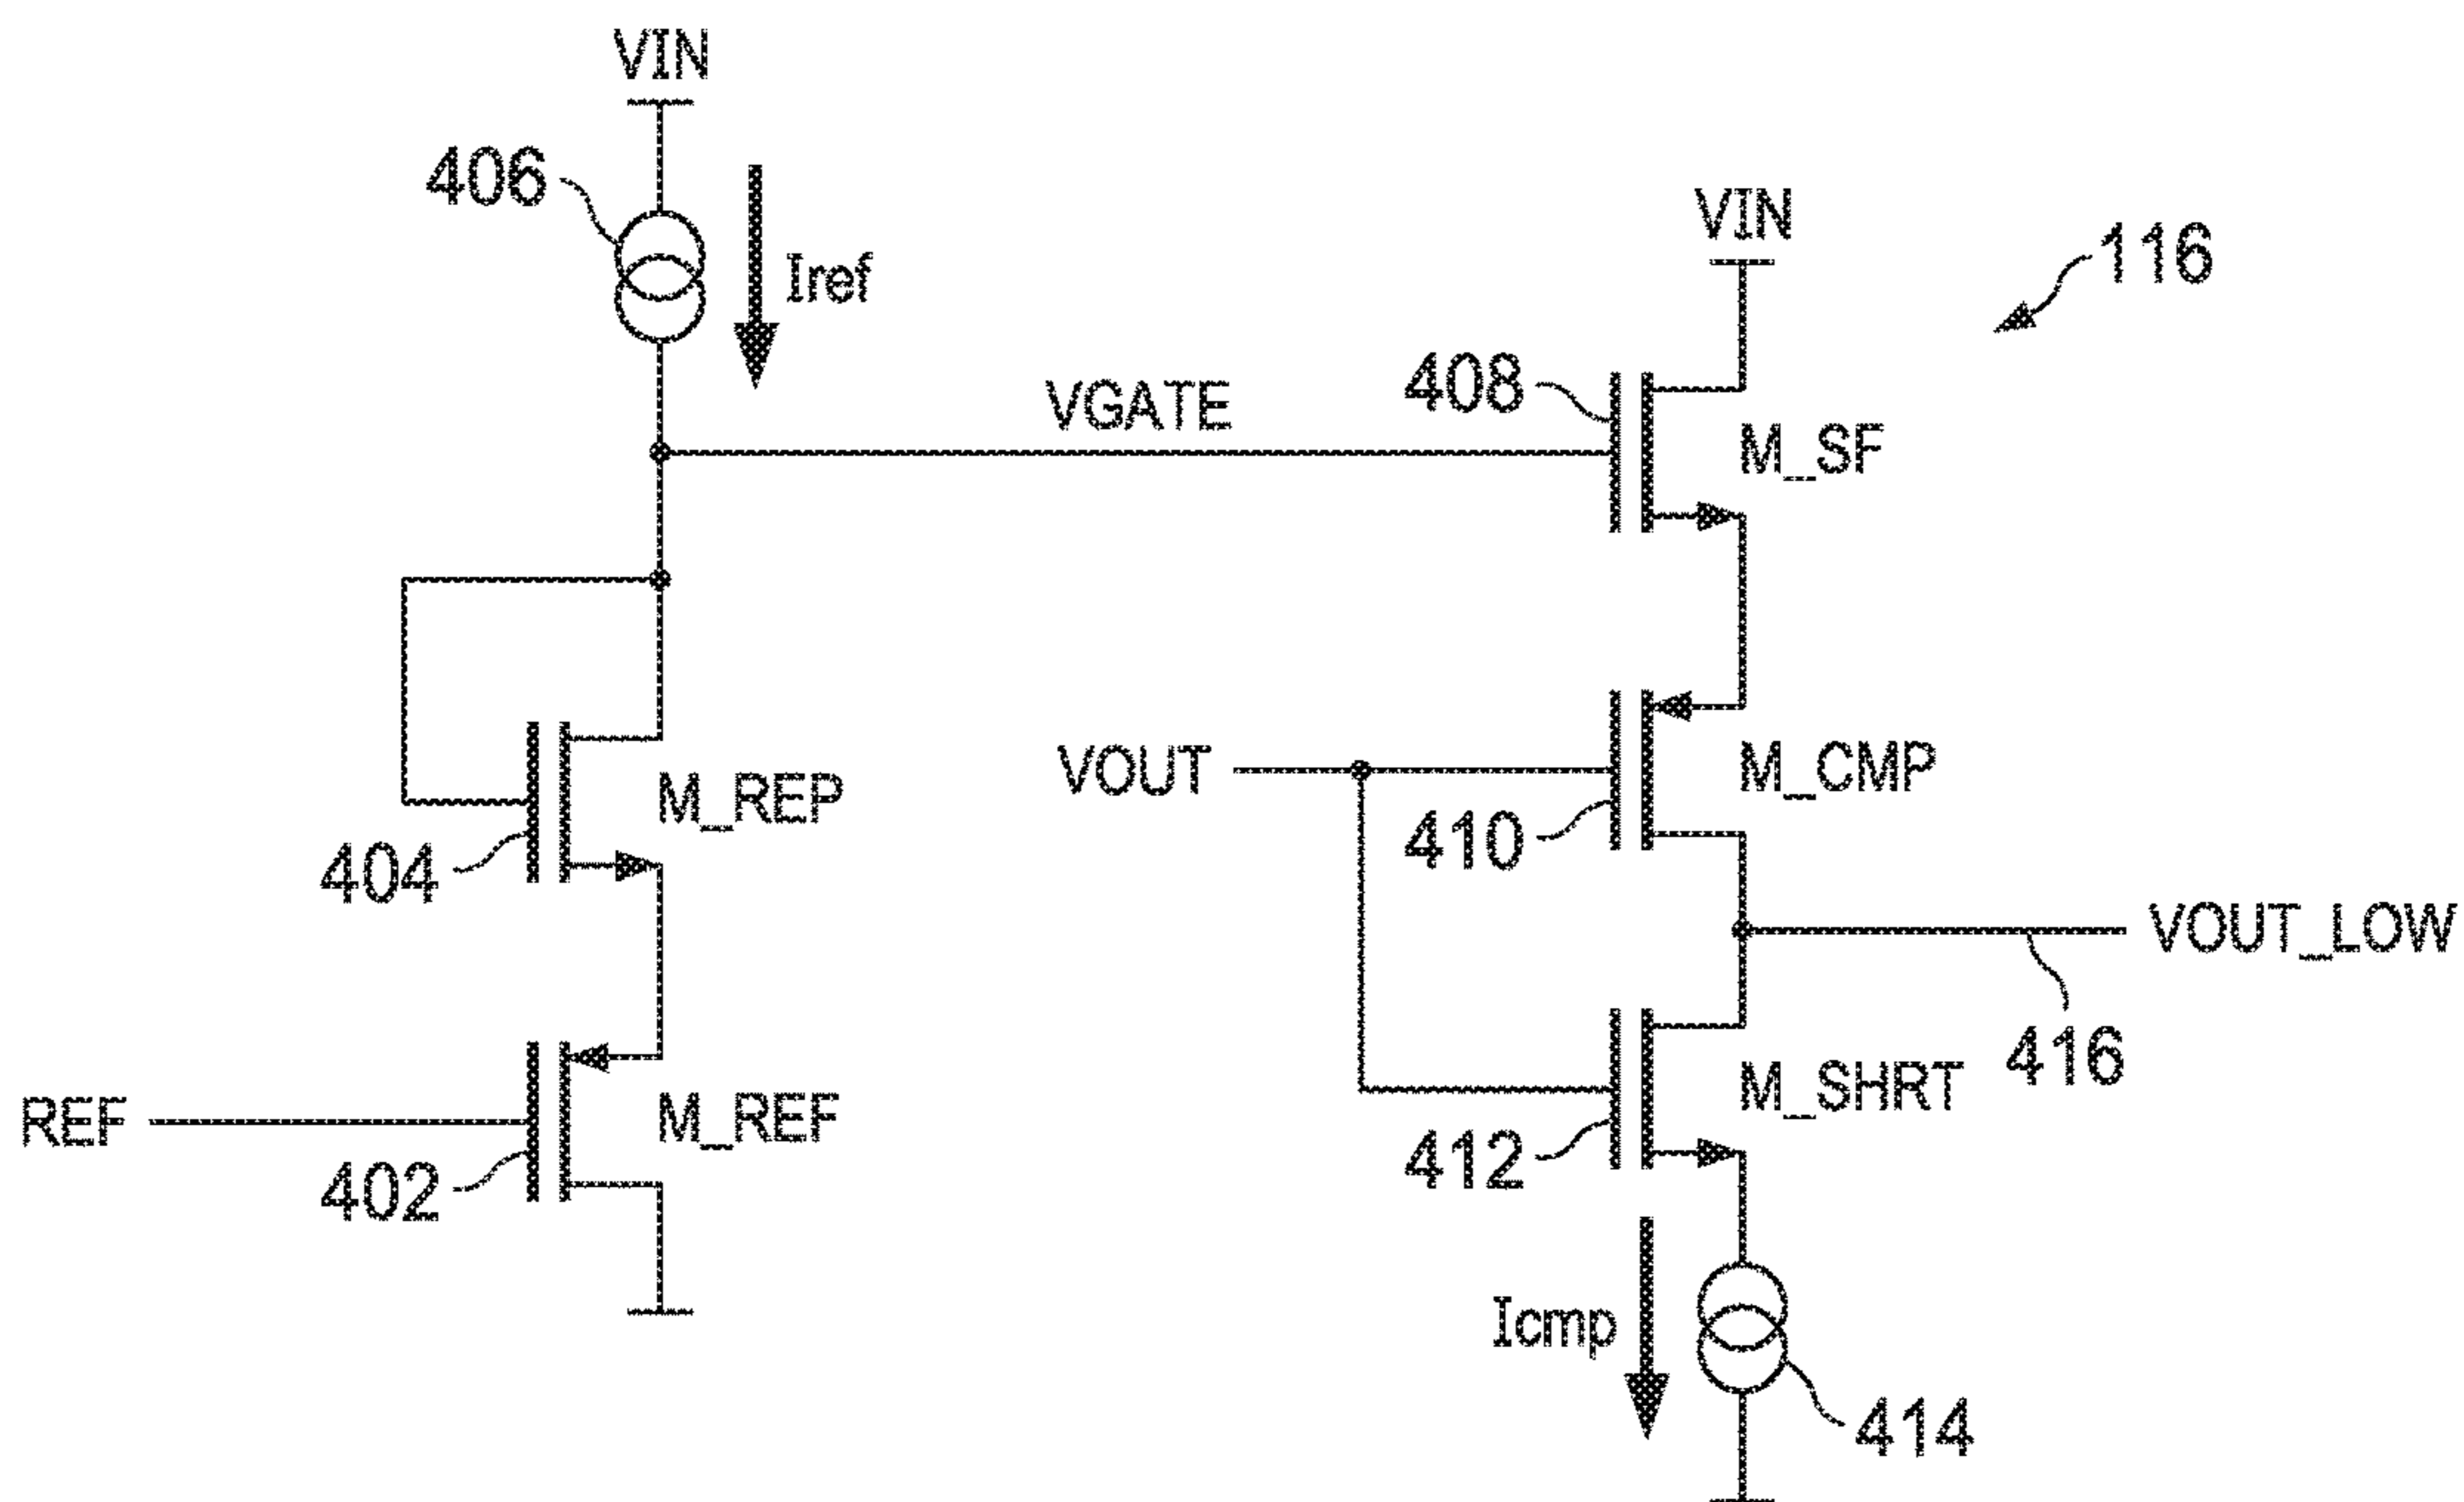 VIN
406
Iref
VIN
116
VGATE
408
M_SF
M_REP
404
VOUT
M_CMP
410
VOUT_LOW
416
REF
M_REF
402
M_SHRT
412
Icmp
414